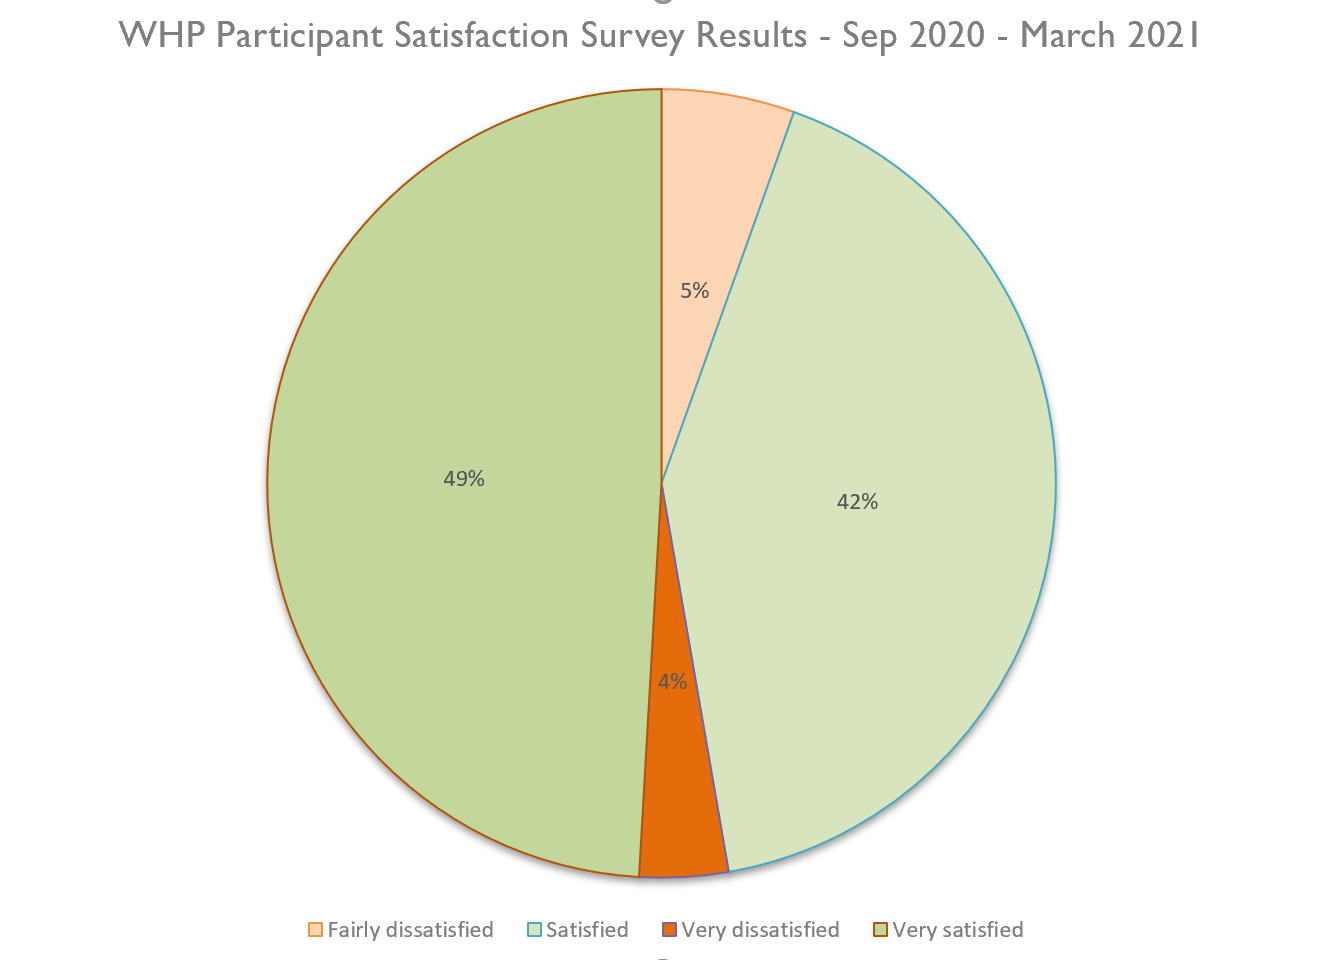 WHP Participant Satisfaction Survey Results - Sep 2020 - March 2021
5%
49%
42%
4%
Fairly dissatisfied
Satisfied
Very dissatisfied
Very satisfied